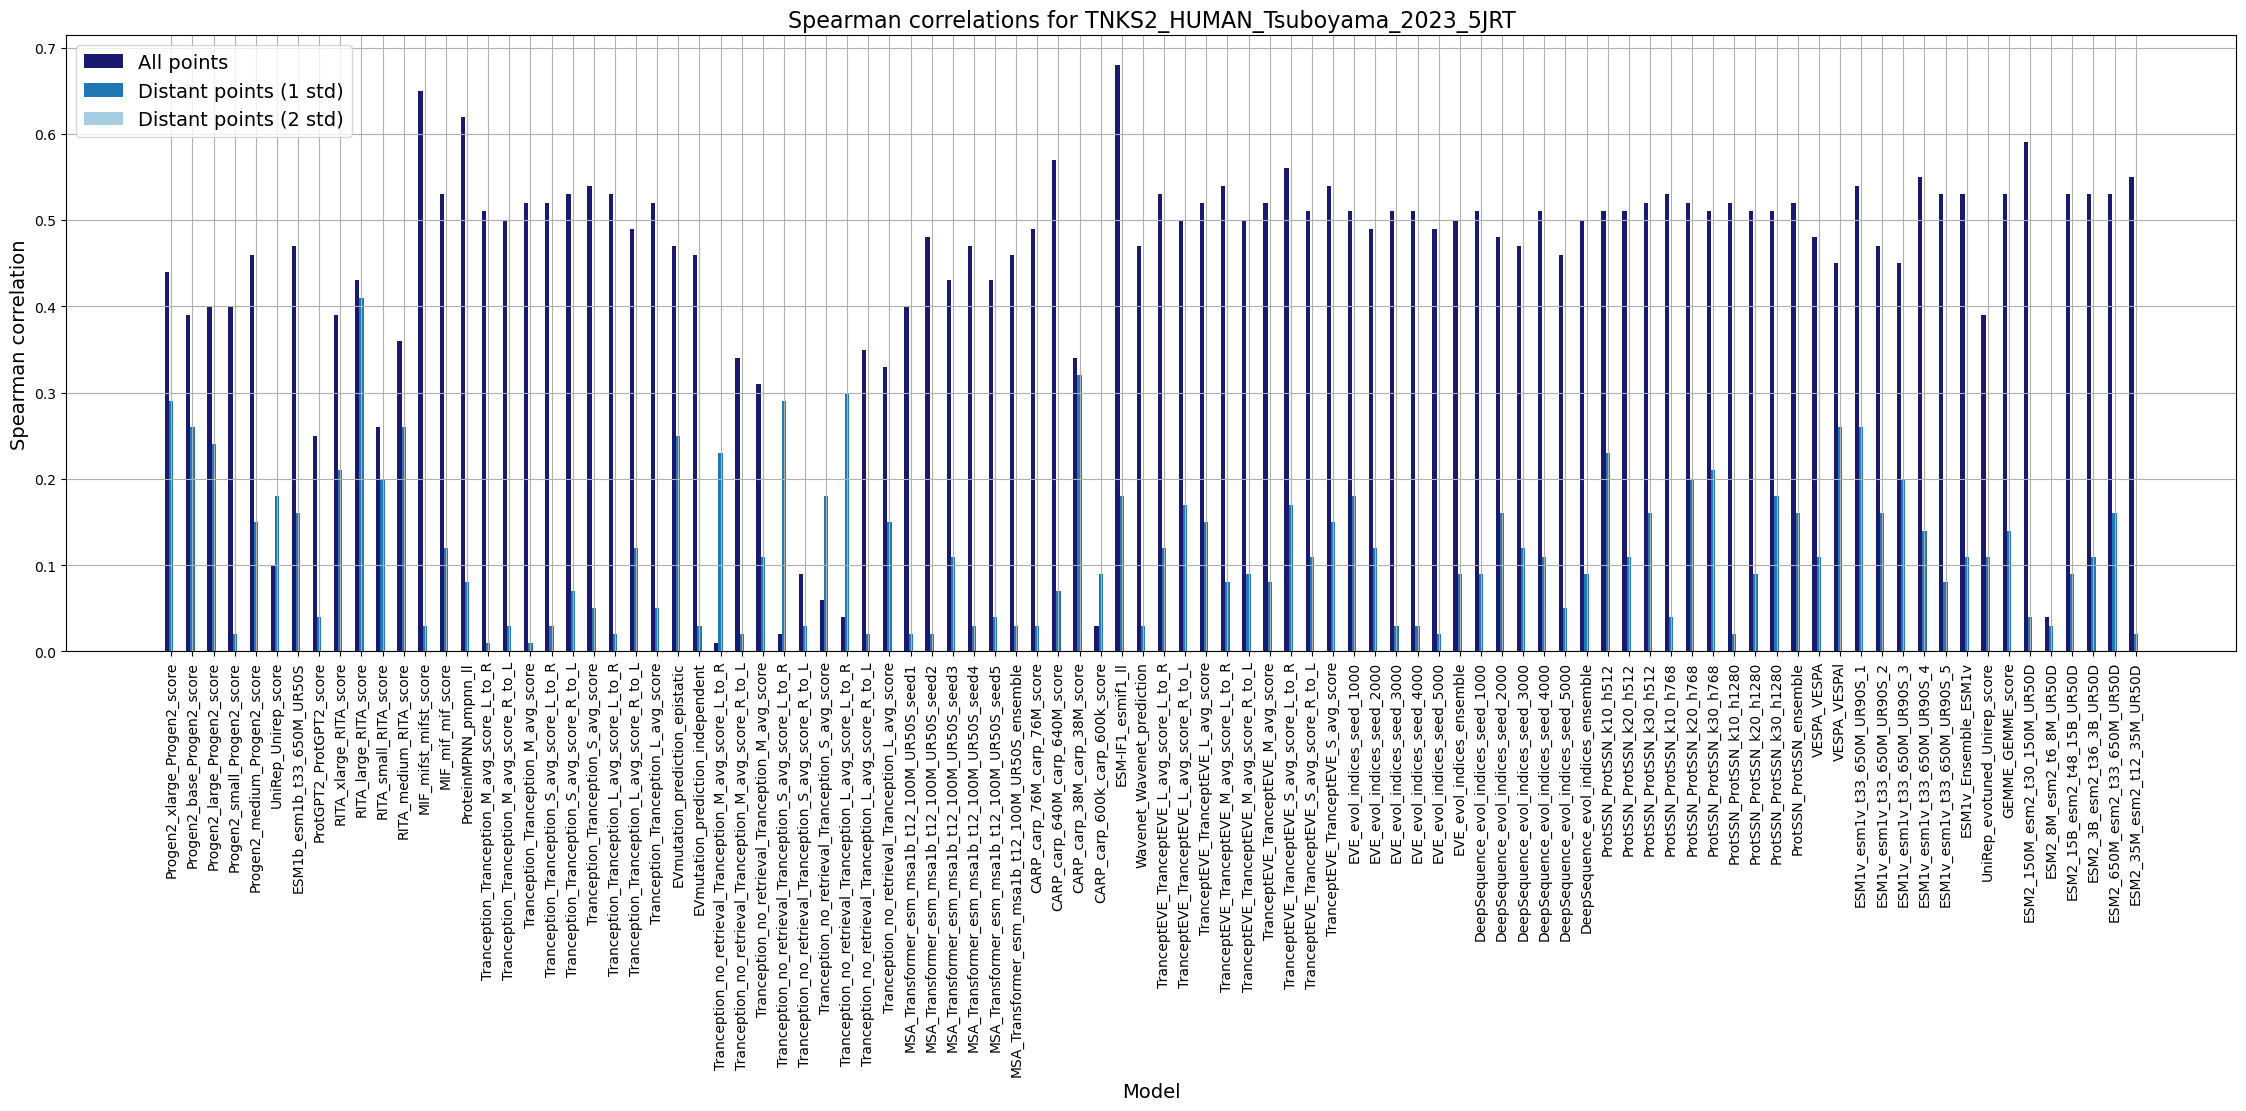 Spearman correlations for TNKS2_HUMAN_Tsuboyama_2023_5JRT
All points
Distant points (1 std)
Distant points (2 std)
Spearman correlation
0.7
0.6
0.5
0.4
0.3
0.2
0.1
0.0
Progen2_xlarge_Progen2_score
Progen2_base_Progen2_score
Progen2_large_Progen2_score
Progen2_small_Progen2_score
Progen2_medium_Progen2_score
UniRep_Unirep_score
ESM1b_esm1b_t33_650M_UR50S
ProtGPT2_ProtGPT2_score
RITA_xlarge_RITA_score
RITA_large_RITA_score
RITA_small_RITA_score
RITA_medium_RITA_score
MIF_mifst_mifst_score
MIF_mif_mif_score
ProteinMPNN_pmpnn_ll
Tranception_Tranception_M_avg_score_L_to_R
Tranception_Tranception_M_avg_score_R_to_L
Tranception_Tranception_M_avg_score
Tranception_Tranception_S_avg_score_L_to_R
Tranception_Tranception_S_avg_score_R_to_L
Tranception_Tranception_S_avg_score
Tranception_Tranception_L_avg_score_L_to_R
Tranception_Tranception_L_avg_score_R_to_L
Tranception_Tranception_L_avg_score
EVmutation_prediction_epistatic
EVmutation_prediction_independent
Tranception_no_retrieval_Tranception_M_avg_score_L_to_R
Tranception_no_retrieval_Tranception_M_avg_score_R_to_L
Tranception_no_retrieval_Tranception_M_avg_score
Tranception_no_retrieval_Tranception_S_avg_score_L_to_R
Tranception_no_retrieval_Tranception_S_avg_score_R_to_L
Tranception_no_retrieval_Tranception_S_avg_score
Tranception_no_retrieval_Tranception_L_avg_score_L_to_R
Tranception_no_retrieval_Tranception_L_avg_score_R_to_L
Tranception_no_retrieval_Tranception_L_avg_score
MSA_Transformer_esm_msa1b_t12_100M_UR50S_seed1
MSA_Transformer_esm_msa1b_t12_100M_UR50S_seed2
MSA_Transformer_esm_msa1b_t12_100M_UR50S_seed3
MSA_Transformer_esm_msa1b_t12_100M_UR50S_seed4
MSA_Transformer_esm_msa1b_t12_100M_UR50S_seed5
MSA_Transformer_esm_msa1b_t12_100M_UR50S_ensemble
CARP_carp_76M_carp_76M_score
CARP_carp_640M_carp_640M_score
CARP_carp_38M_carp_38M_score
CARP_carp_600k_carp_600k_score
ESM-IF1_esmif1_ll
Wavenet_Wavenet_prediction
TranceptEVE_TranceptEVE_L_avg_score_L_to_R
TranceptEVE_TranceptEVE_L_avg_score_R_to_L
TranceptEVE_TranceptEVE_L_avg_score
TranceptEVE_TranceptEVE_M_avg_score_L_to_R
TranceptEVE_TranceptEVE_M_avg_score_R_to_L
TranceptEVE_TranceptEVE_M_avg_score
TranceptEVE_TranceptEVE_S_avg_score_L_to_R
TranceptEVE_TranceptEVE_S_avg_score_R_to_L
TranceptEVE_TranceptEVE_S_avg_score
EVE_evol_indices_seed_1000
EVE_evol_indices_seed_2000
EVE_evol_indices_seed_3000
EVE_evol_indices_seed_4000
EVE_evol_indices_seed_5000
EVE_evol_indices_ensemble
DeepSequence_evol_indices_seed_1000
DeepSequence_evol_indices_seed_2000
DeepSequence_evol_indices_seed_3000
DeepSequence_evol_indices_seed_4000
DeepSequence_evol_indices_seed_5000
DeepSequence_evol_indices_ensemble
ProtSSN_ProtSSN_k10_h512
ProtSSN_ProtSSN_k20_h512
ProtSSN_ProtSSN_k30_h512
ProtSSN_ProtSSN_k10_h768
ProtSSN_ProtSSN_k20_h768
ProtSSN_ProtSSN_k30_h768
ProtSSN_ProtSSN_k10_h1280
ProtSSN_ProtSSN_k20_h1280
ProtSSN_ProtSSN_k30_h1280
ProtSSN_ProtSSN_ensemble
VESPA_VESPA
VESPA_VESPAl
ESM1v_esm1v_t33_650M_UR90S_1
ESM1v_esm1v_t33_650M_UR90S_2
ESM1v_esm1v_t33_650M_UR90S_3
ESM1v_esm1v_t33_650M_UR90S_4
ESM1v_esm1v_t33_650M_UR90S_5
ESM1v_Ensemble_ESM1v
UniRep_evotuned_Unirep_score
GEMME_GEMME_score
ESM2_150M_esm2_t30_150M_UR50D
ESM2_8M_esm2_t6_8M_UR50D
ESM2_15B_esm2_t48_15B_UR50D
ESM2_3B_esm2_t36_3B_UR50D
ESM2_650M_esm2_t33_650M_UR50D
ESM2_35M_esm2_t12_35M_UR50D
Model